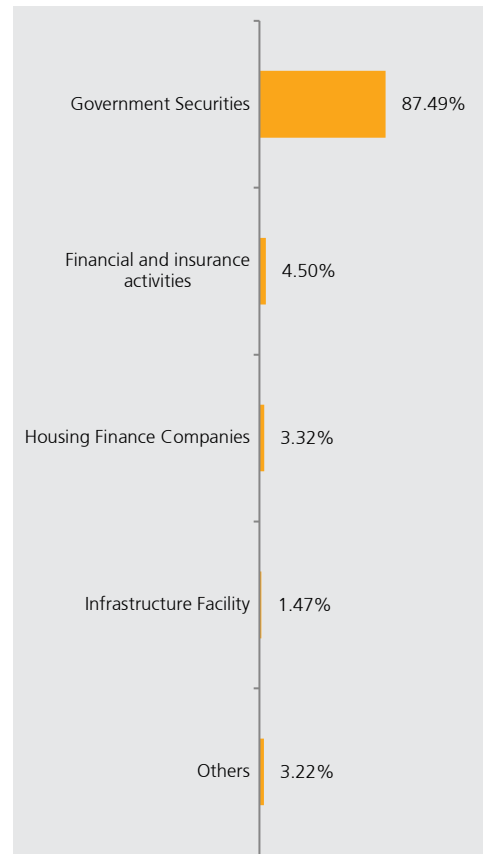 Government Securities 87.49%
Financial and insurance
activities 4.50%
Housing Finance Companies 3.32%
Infrastructure Facility 1.47%
Others 3.22%